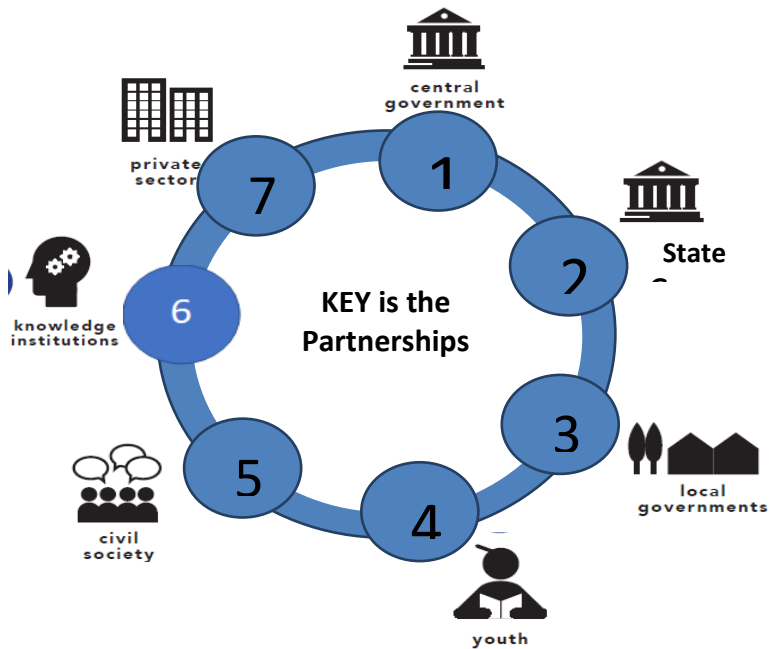 central
government
1
State
2
3
local
governments
4
youth
5
civil
society
6
knowledge
institutions
7
private
sector
KEY is the
Partnerships